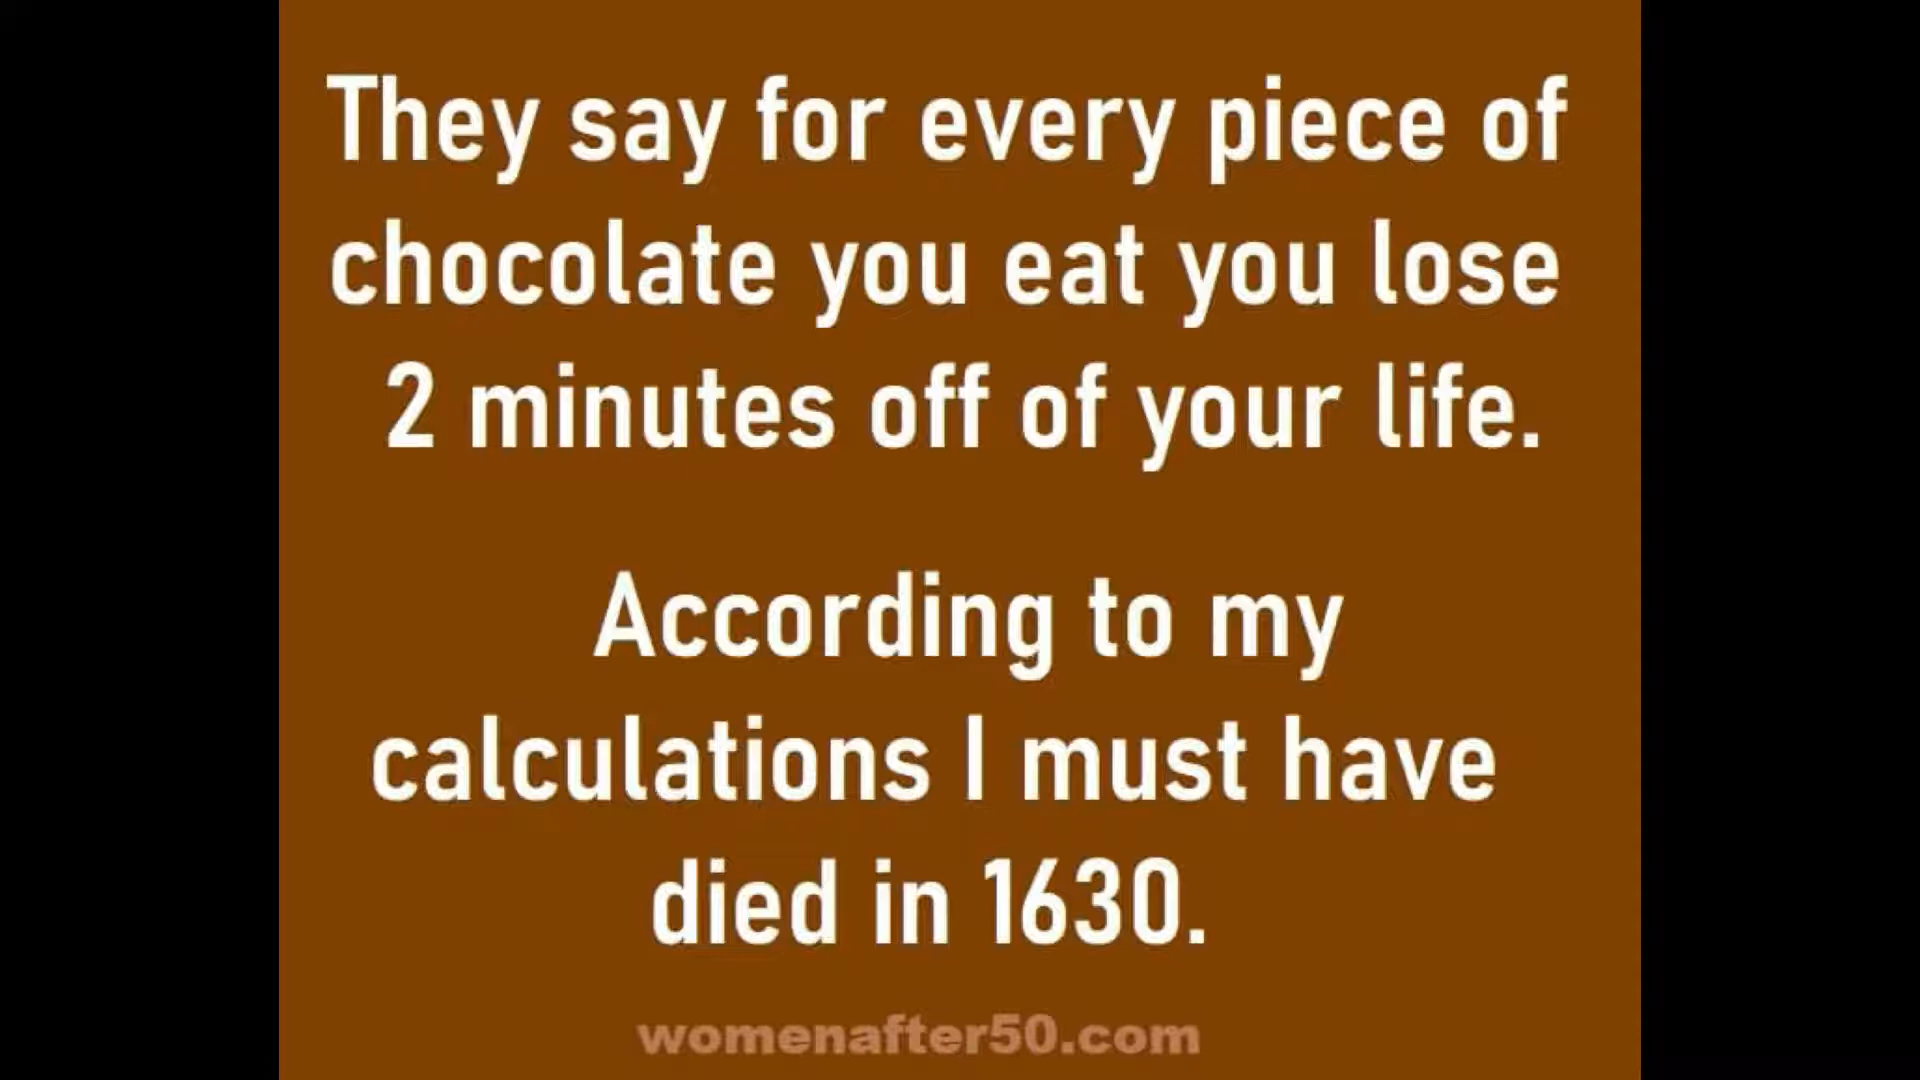 They say for every piece of
chocolate you eat you lose
2 minutes off of your life.
According to my
calculations I must have
died in 1630.
womenafter50.com